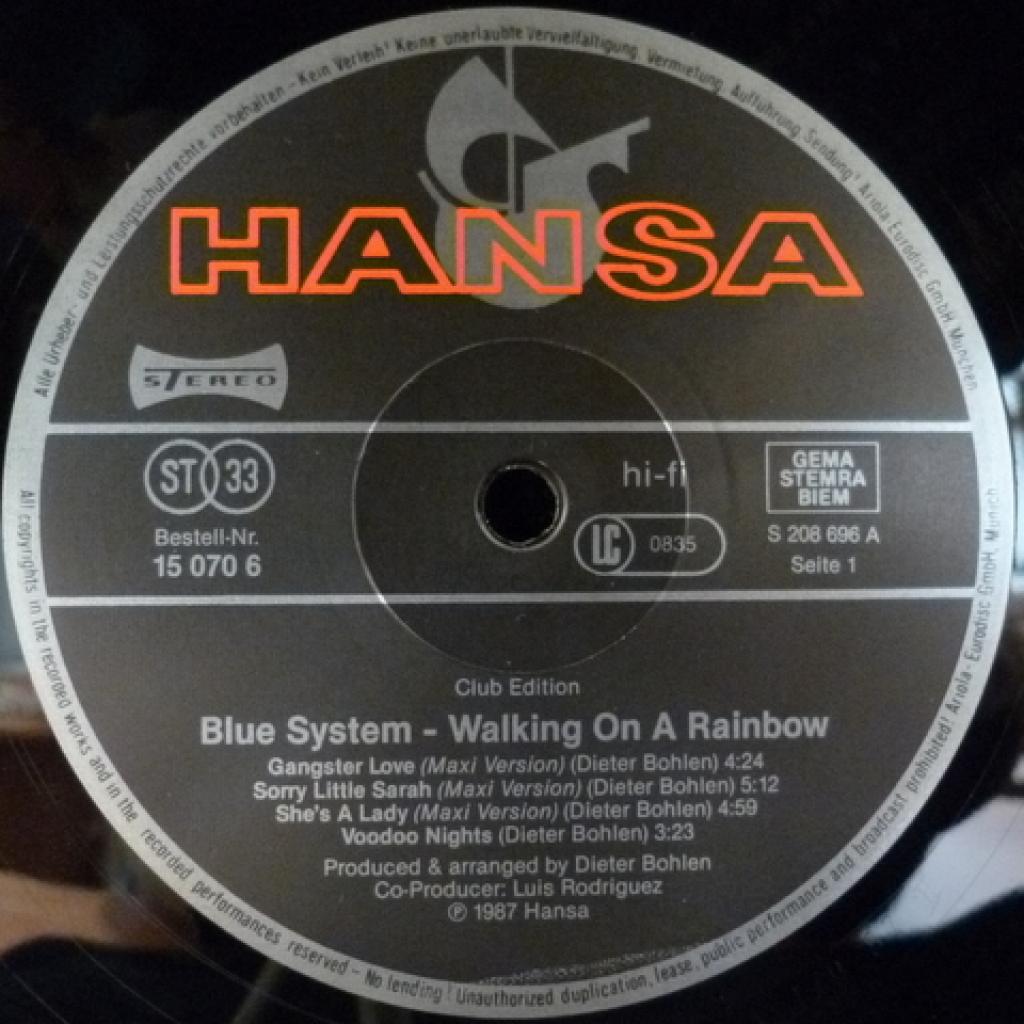 Alle Urheber- und Leistungsschutzrechte vorbehalten - Kein Verleih! Keine unerlaubte Vervielfältigung, Vermietung, Aufführung, Sendung! Ariola-Eurodisc GmbH, München
HANSA
STEREO
ST 33
hi-fi
GEMA
STEMRA
BIEM
Bestell-Nr.
15 070 6
LC 0835
S 208 696 A
Seite 1
Club Edition
Blue System - Walking On A Rainbow
Gangster Love (Maxi Version) (Dieter Bohlen) 4:24
Sorry Little Sarah (Maxi Version) (Dieter Bohlen) 5:12
She's A Lady (Maxi Version) (Dieter Bohlen) 4:59
Voodoo Nights (Dieter Bohlen) 3:23
Produced & arranged by Dieter Bohlen
Co-Producer: Luis Rodriguez
℗ 1987 Hansa
All copyrights in the recorded works and in the recorded performances reserved - No lending! Unauthorized duplication, lease, public performance and broadcast prohibited! Ariola-Eurodisc GmbH, Munich